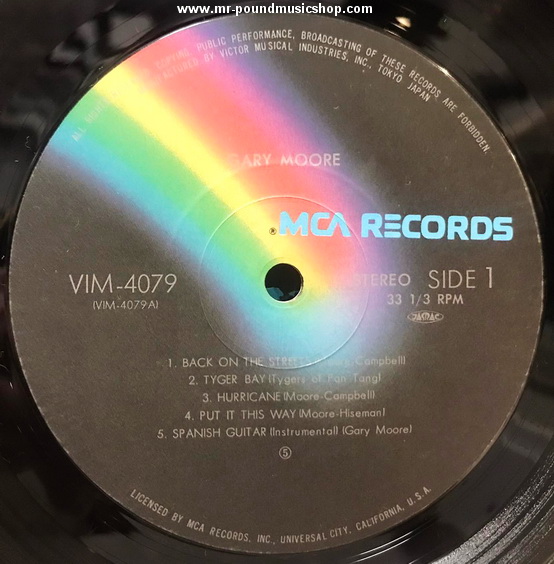 www.mr-poundmusicshop.com
COPYING, PUBLIC PERFORMANCE, BROADCASTING OF THESE RECORDS ARE FORBIDDEN.
BY VICTOR MUSICAL INDUSTRIES, INC., TOKYO JAPAN
GARY MOORE
® MCA RECORDS
VIM-4079
(VIM-4079A)
STEREO SIDE 1
33 1/3 RPM
1. BACK ON THE STREETS (Moore-Campbell)
2. TYGER BAY (Tygers of Pan Tang)
3. HURRICANE (Moore-Campbell)
4. PUT IT THIS WAY (Moore-Hiseman)
5. SPANISH GUITAR (Instrumental) (Gary Moore)
⑤
LICENSED BY MCA RECORDS, INC., UNIVERSAL CITY, CALIFORNIA, U.S.A.